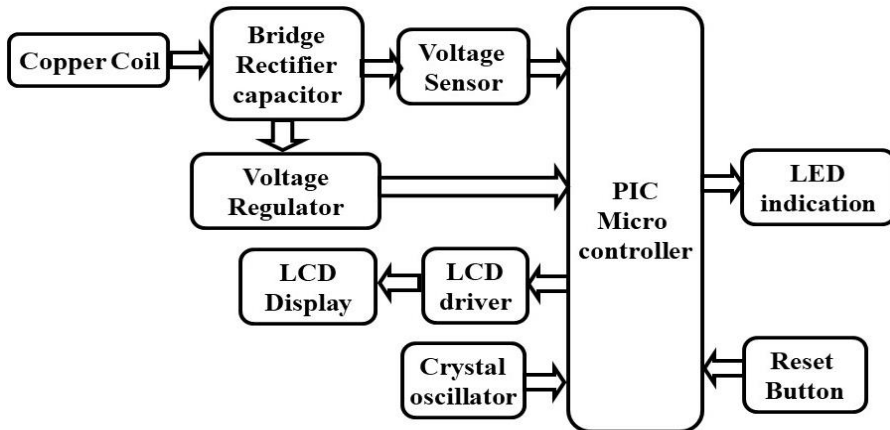 Copper Coil
Bridge
Rectifier
capacitor
Voltage
Sensor
Voltage
Regulator
PIC
Micro
controller
LED
indication
LCD
Display
LCD
driver
Crystal
oscillator
Reset
Button